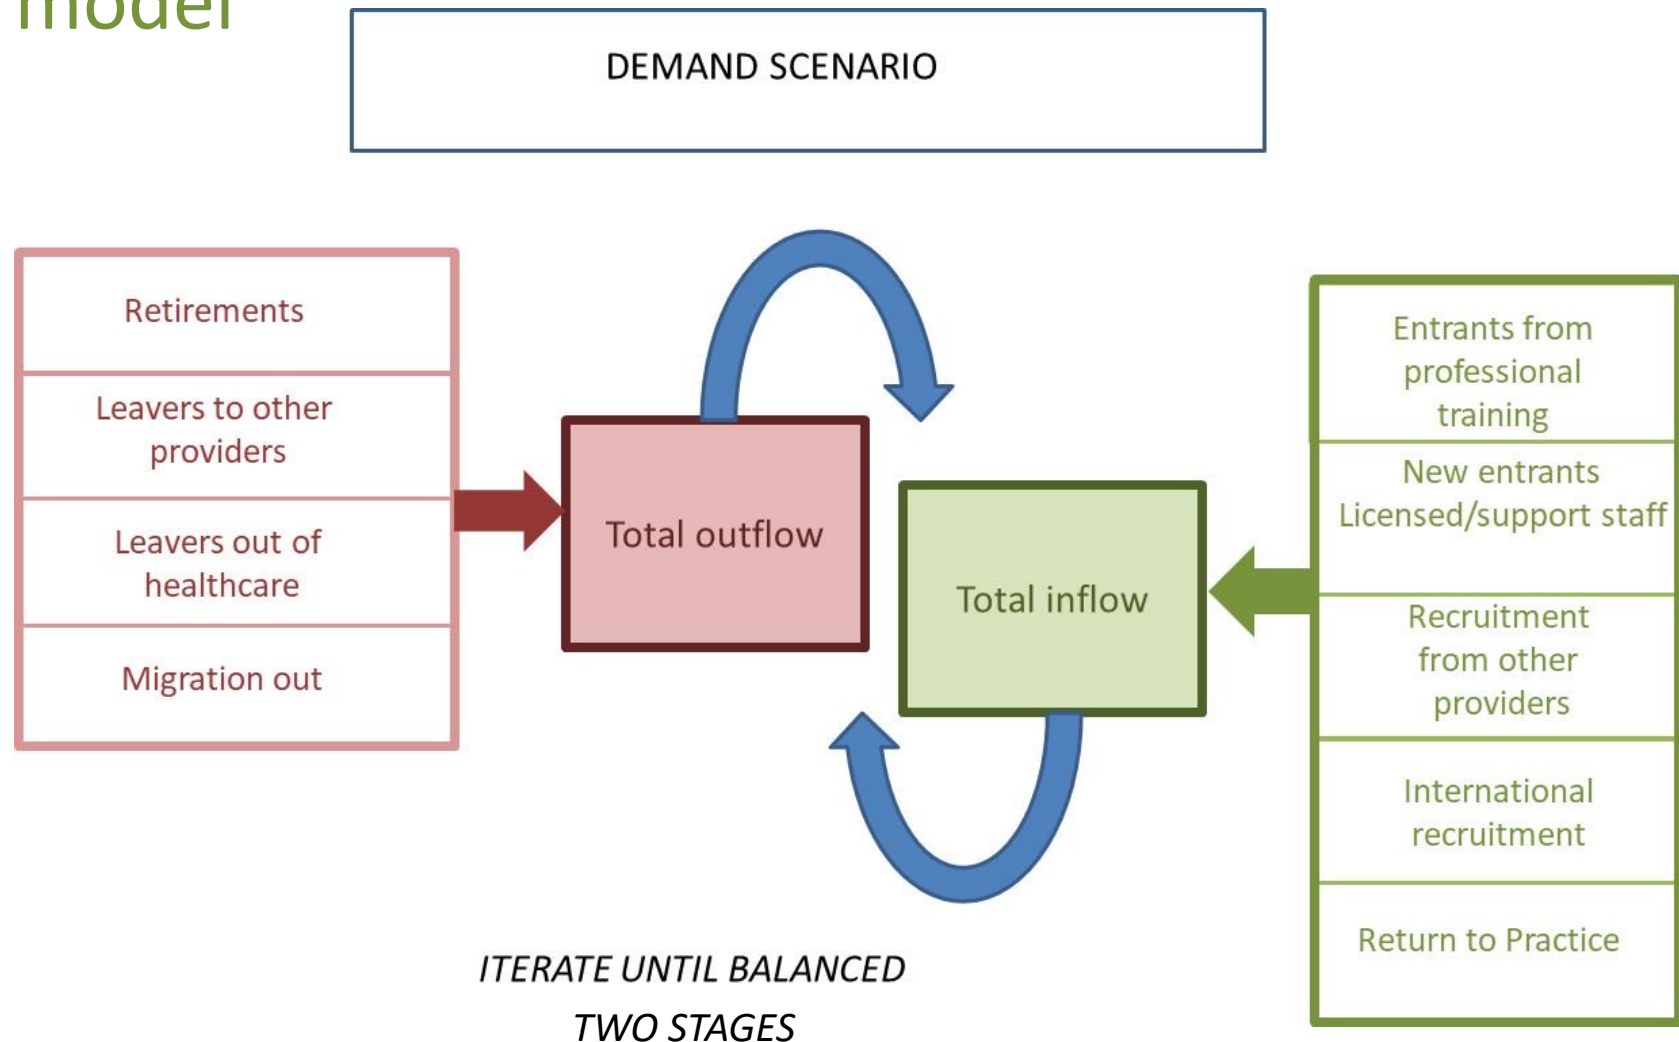 model
DEMAND SCENARIO
Retirements
Leavers to other
providers
Leavers out of
healthcare
Migration out
Total outflow
Total inflow
Entrants from
professional
training
New entrants
Licensed/support staff
Recruitment
from other
providers
International
recruitment
Return to Practice
ITERATE UNTIL BALANCED
TWO STAGES